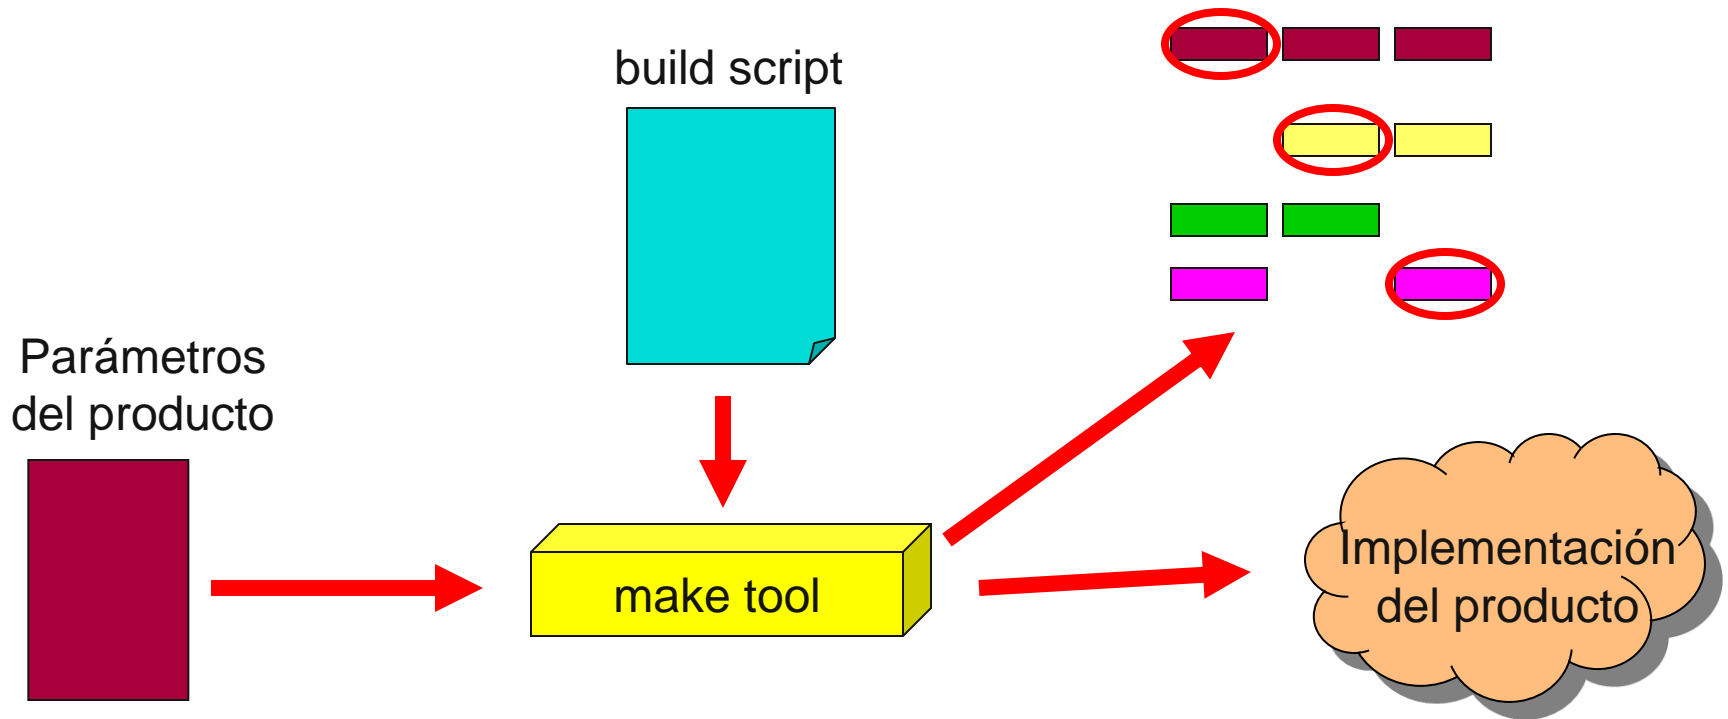 build script
Parámetros
del producto
make tool
Implementación
del producto